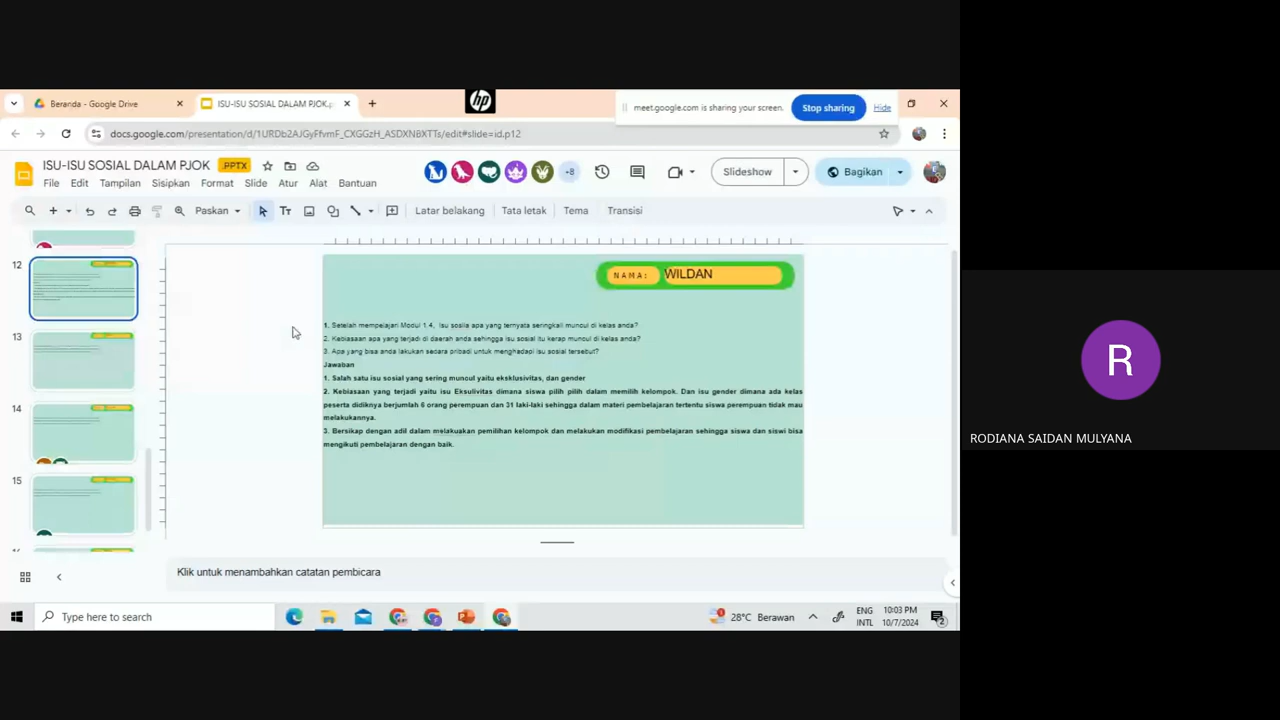 Beranda - Google Drive
ISU-ISU SOSIAL DALAM PJOK.p
meet.google.com is sharing your screen.
Stop sharing
Hide
docs.google.com/presentation/d/1URDb2AJGyFfvmF_CXGGzH_ASDXNBXTTs/edit#slide=id.p12
ISU-ISU SOSIAL DALAM PJOK
.PPTX
+8
Slideshow
Bagikan
File Edit Tampilan Sisipkan Format Slide Atur Alat Bantuan
Paskan
Latar belakang
Tata letak
Tema
Transisi
12
13
14
15
NAMA:
WILDAN
1. Setelah mempelajari Modul 1.4, Isu sosila apa yang ternyata seringkali muncul di kelas anda?
2. Kebiasaan apa yang terjadi di daerah anda sehingga isu sosial itu kerap muncul di kelas anda?
3. Apa yang bisa anda lakukan secara pribadi untuk menghadapi isu sosial tersebut?
Jawaban
1. Salah satu isu sosial yang sering muncul yaitu eksklusivitas, dan gender
2. Kebiasaan yang terjadi yaitu isu Eksulivitas dimana siswa pilih pilih dalam memilih kelompok. Dan isu gender dimana ada kelas
peserta didiknya berjumlah 6 orang perempuan dan 31 laki-laki sehingga dalam materi pembelajaran tertentu siswa perempuan tidak mau
melakukannya.
3. Bersikap dengan adil dalam melakuakan pemilihan kelompok dan melakukan modifikasi pembelajaran sehingga siswa dan siswi bisa
mengikuti pembelajaran dengan baik.
Klik untuk menambahkan catatan pembicara
R
RODIANA SAIDAN MULYANA
hp
Type here to search
28°C Berawan
ENG
INTL
10:03 PM
10/7/2024
2